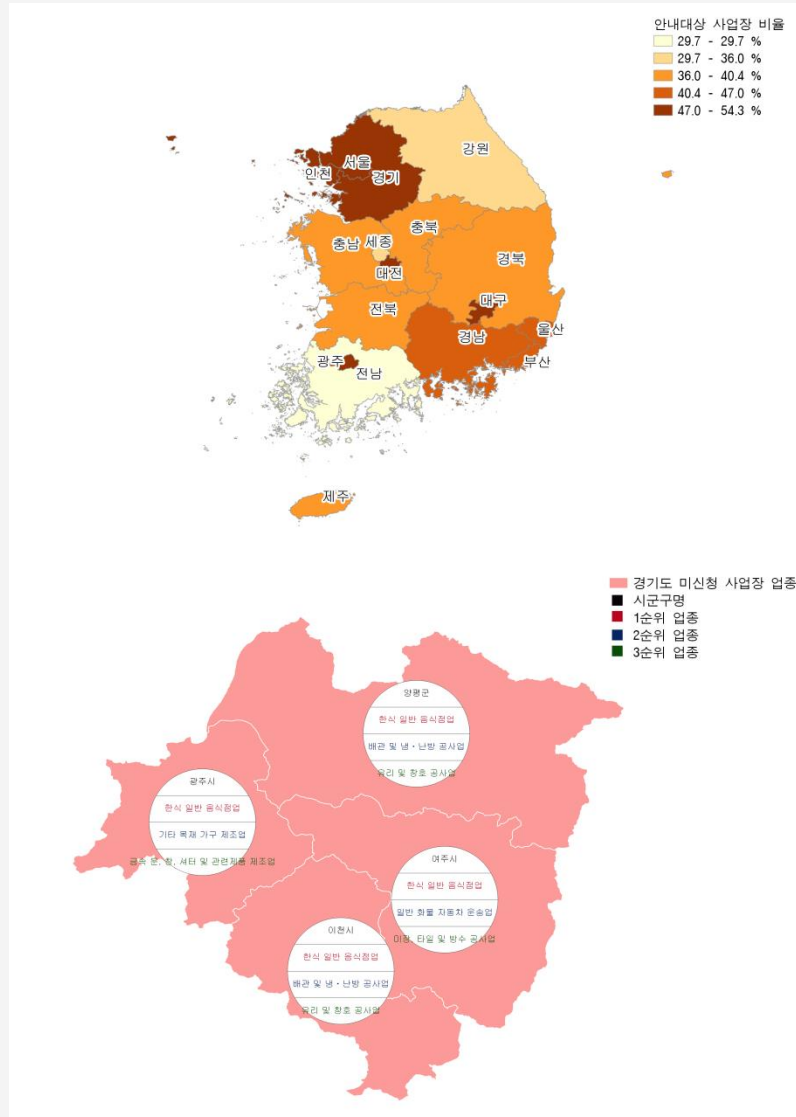 안내대상 사업장 비율
29.7 - 29.7 %
29.7 - 36.0 %
36.0 - 40.4 %
40.4 - 47.0 %
47.0 - 54.3 %
강원
서울
인천
경기
충북
충남
세종
경북
대전
대구
전북
울산
경남
부산
광주
전남
제주
경기도 미신청 사업장 업종
시군구명
1순위 업종
2순위 업종
3순위 업종
양평군
한식 일반 음식점업
배관 및 냉·난방 공사업
유리 및 창호 공사업
광주시
한식 일반 음식점업
기타 목재 가구 제조업
금속 문, 창, 셔터 및 관련제품 제조업
여주시
한식 일반 음식점업
일반 화물 자동차 운송업
미장, 타일 및 방수 공사업
이천시
한식 일반 음식점업
배관 및 냉·난방 공사업
유리 및 창호 공사업